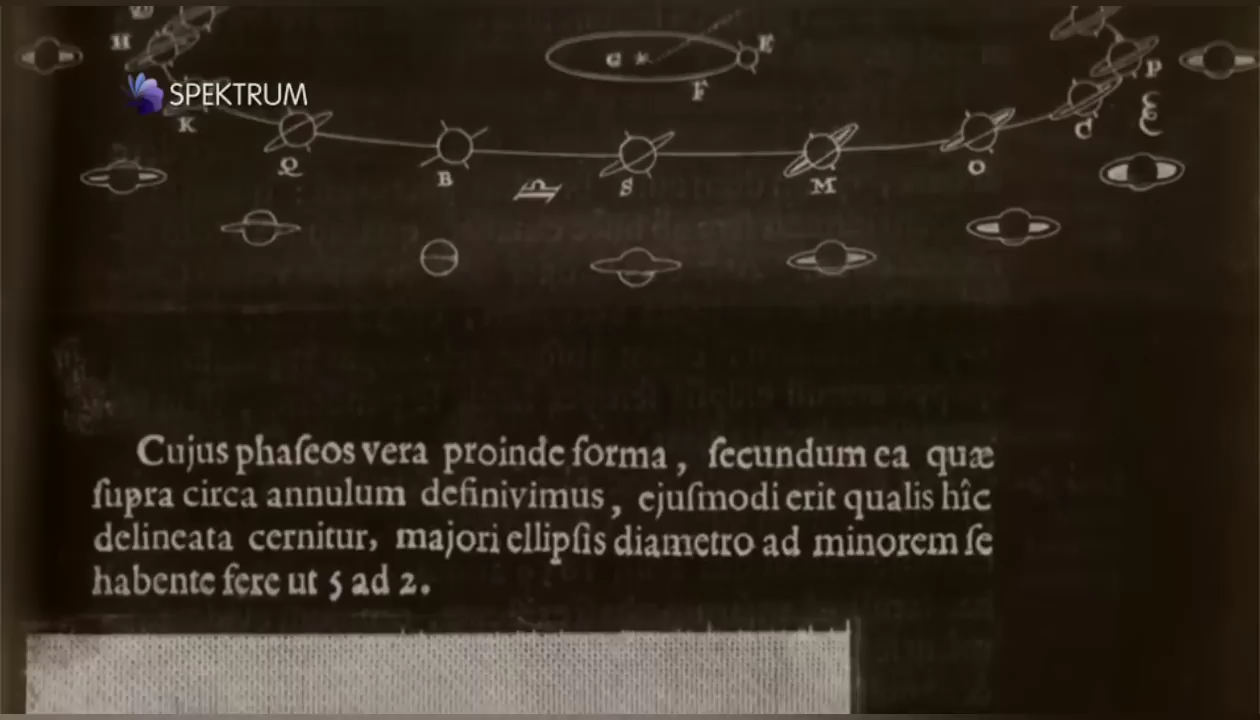 H
E
G
P
F
SPEKTRUM
K
d
Q
O
B
S
M
Cujus phaſeos vera proinde forma, ſecundum ea quæ
ſupra circa annulum definivimus, ejuſmodi erit qualis hîc
delineata cernitur, majori ellipſis diametro ad minorem ſe
habente fere ut 5 ad 2.